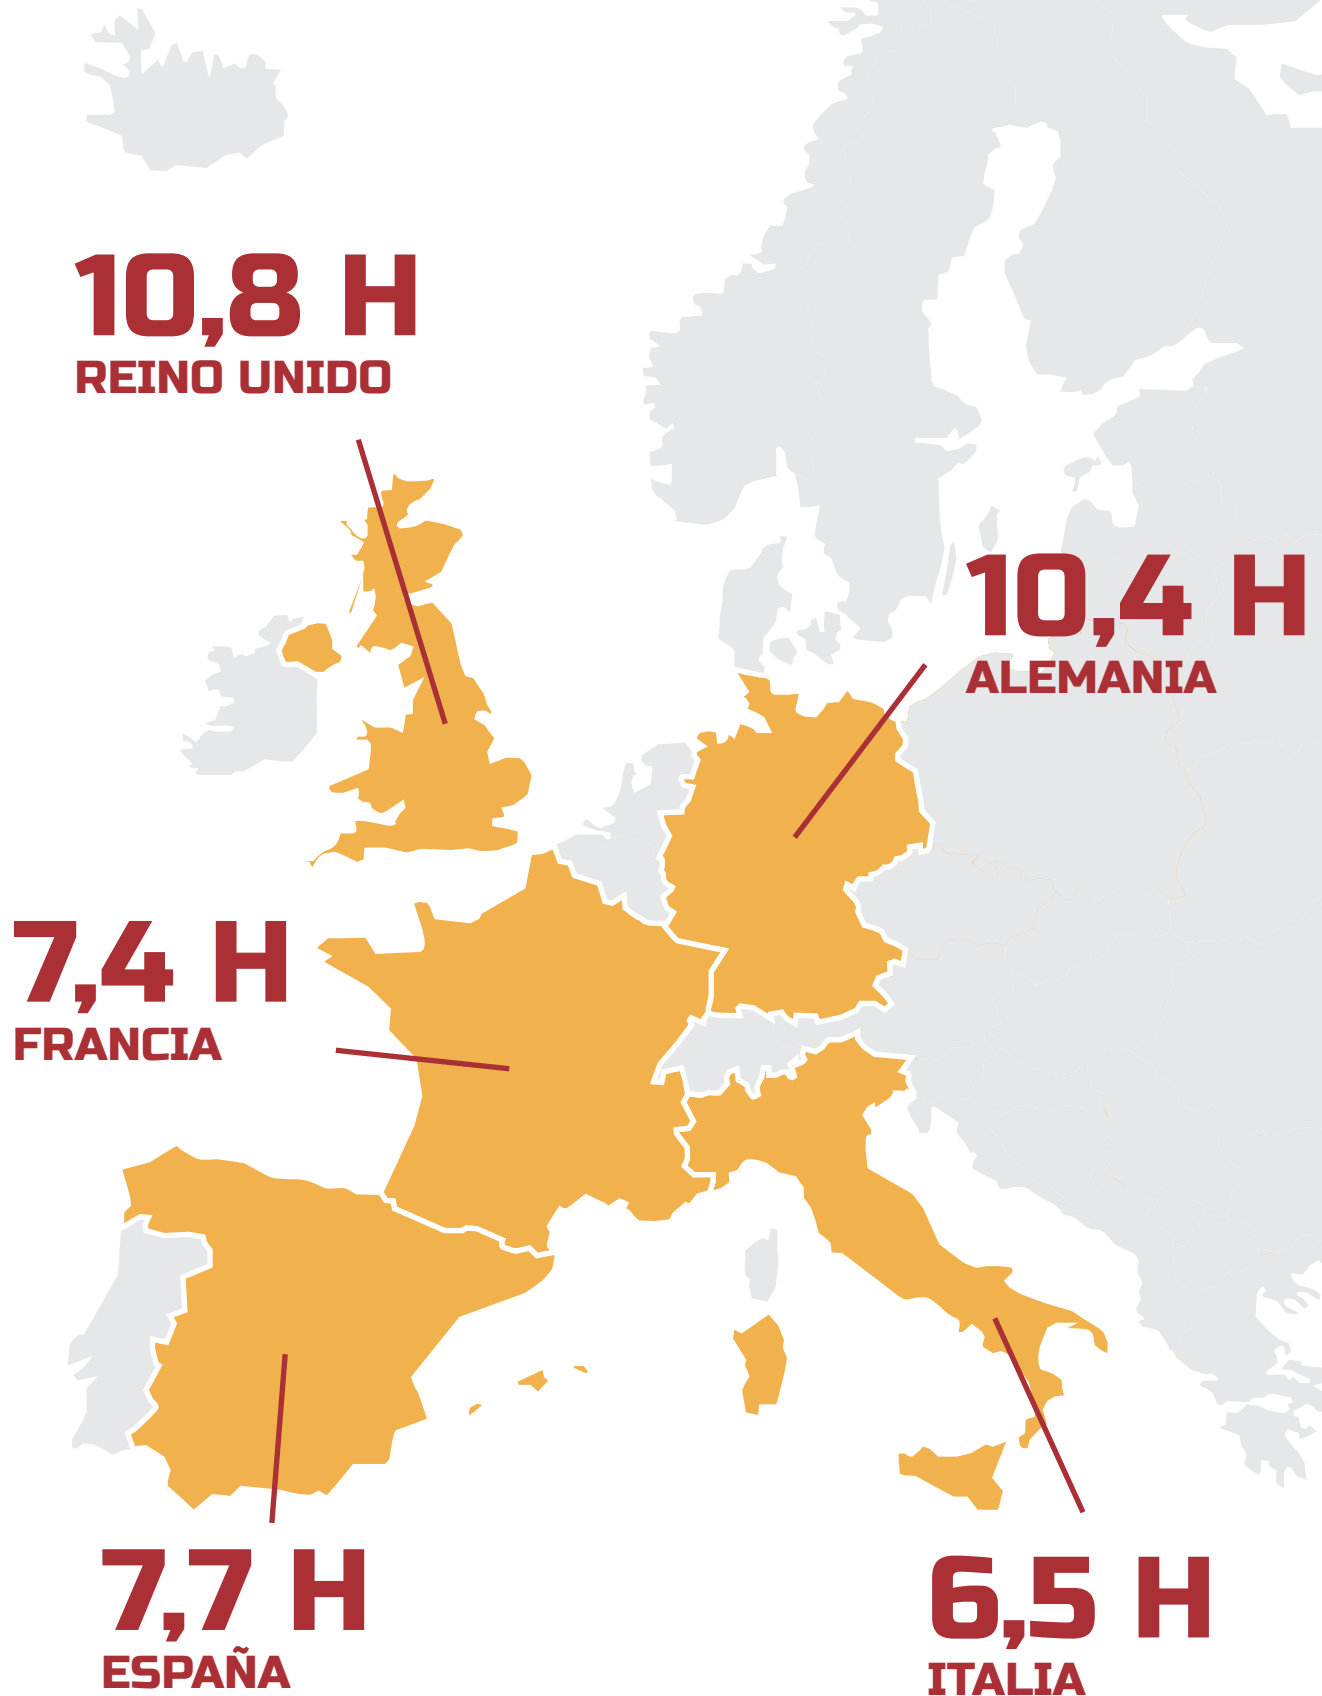 10,8 H
REINO UNIDO
10,4 H
ALEMANIA
7,4 H
FRANCIA
7,7 H
ESPAÑA
6,5 H
ITALIA